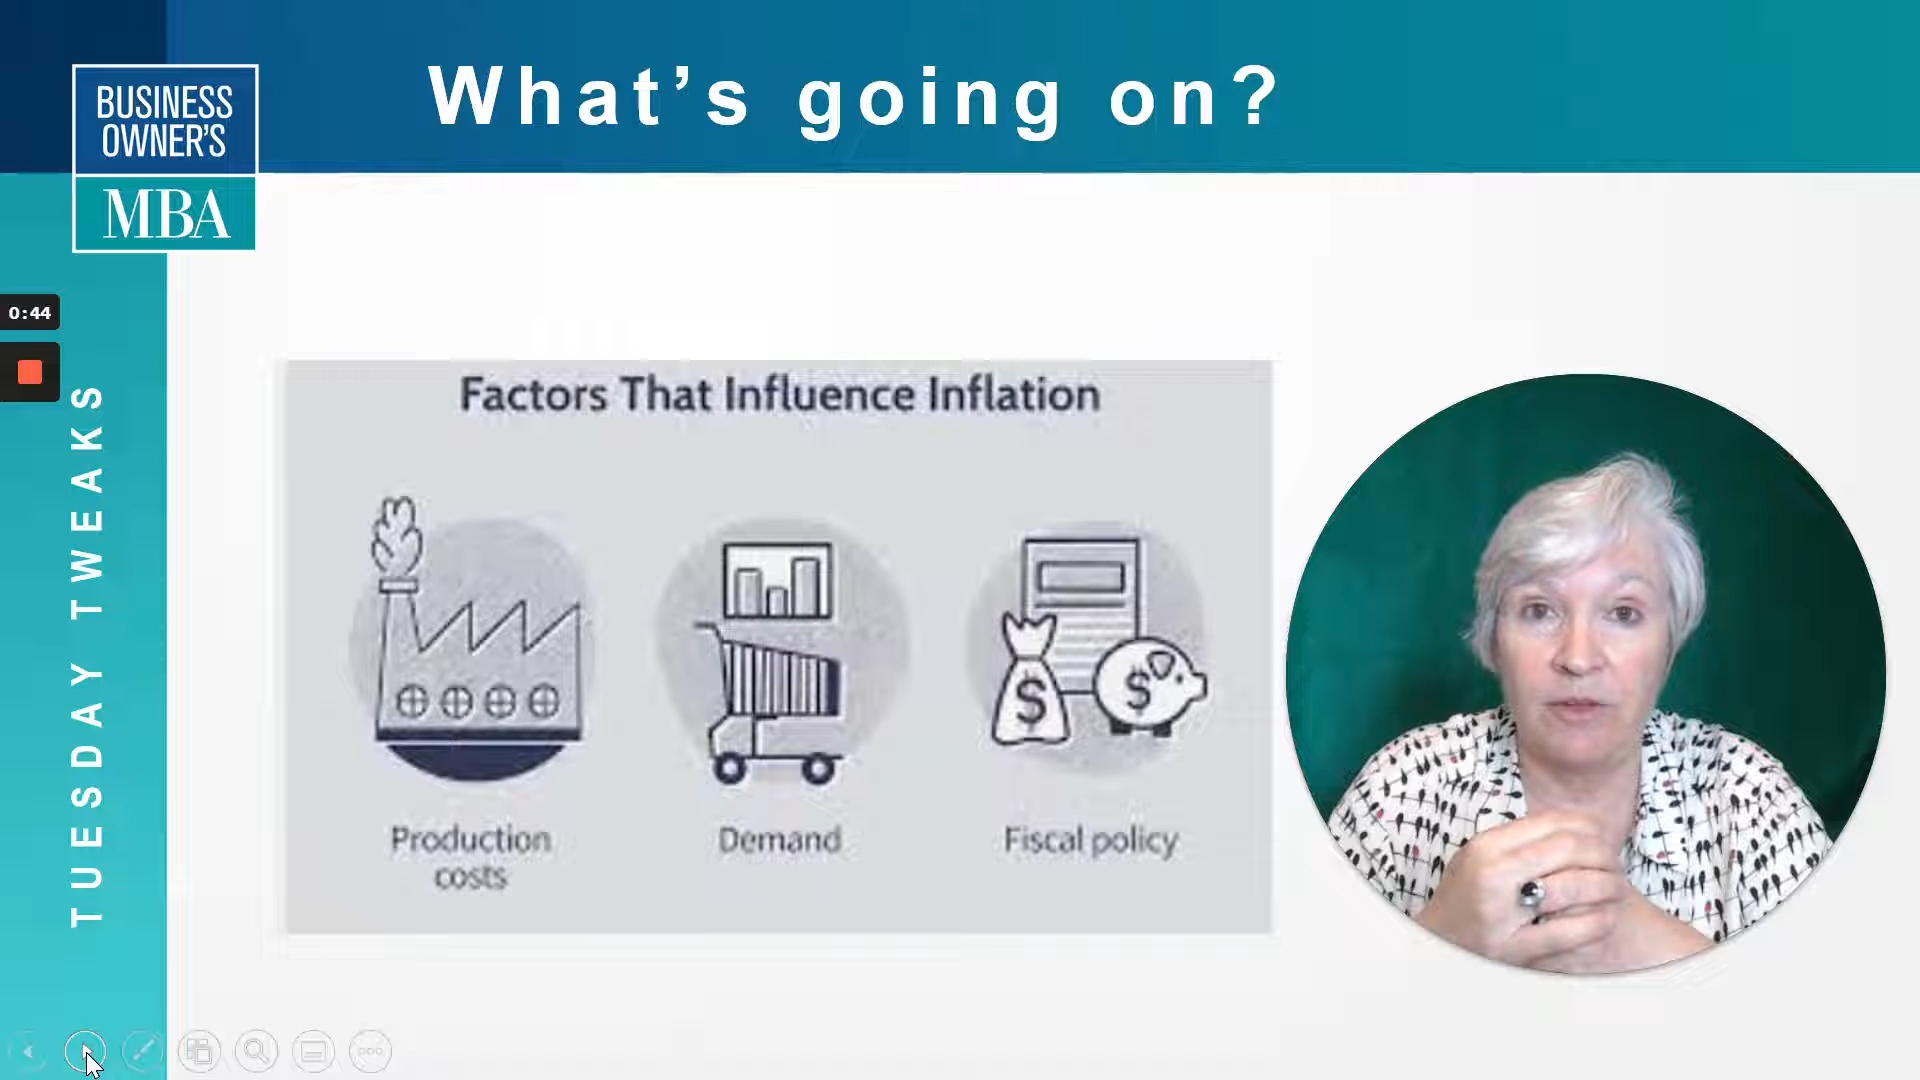 What’s going on?
BUSINESS
OWNER'S
MBA
0:44
TUESDAY TWEAKS
Factors That Influence Inflation
$
$
Production
costs
Demand
Fiscal policy